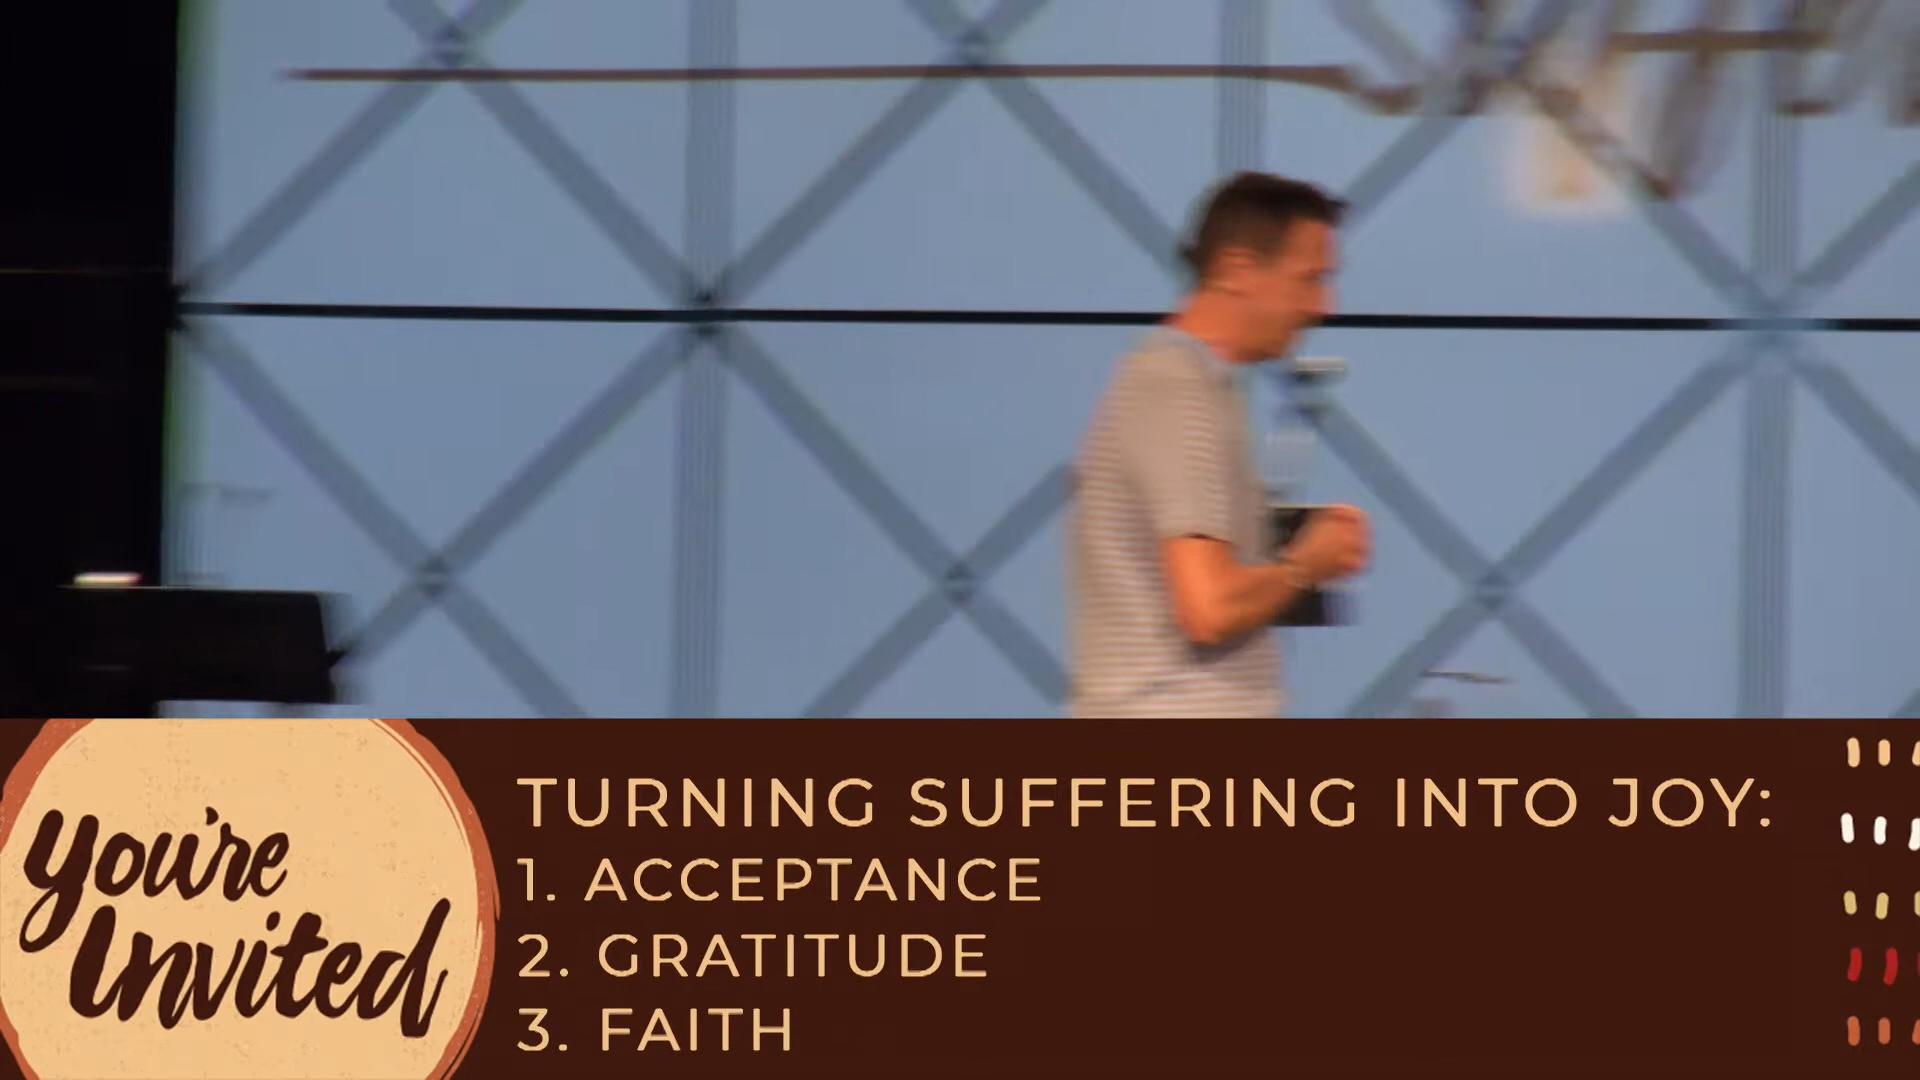 TURNING SUFFERING INTO JOY:
1. ACCEPTANCE
2. GRATITUDE
3. FAITH
You're
Invited